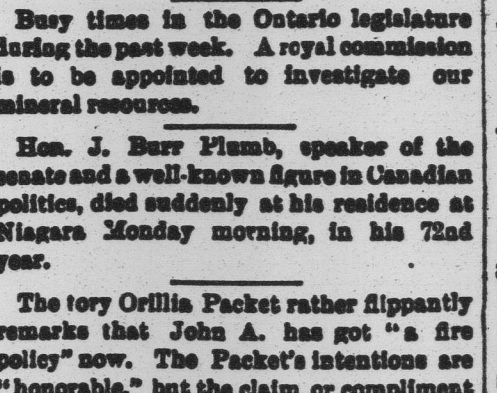 Busy times in the Ontario legislature
during the past week. A royal commission
is to be appointed to investigate our
mineral resources.
Hon. J. Burr Plumb, speaker of the
senate and a well-known figure in Canadian
politics, died suddenly at his residence at
Niagara Monday morning, in his 72nd
year.
The tory Orillia Packet rather flippantly
remarks that John A. has got "a fire
policy" now. The Packet's intentions are
"honorable," but the claim or compliment